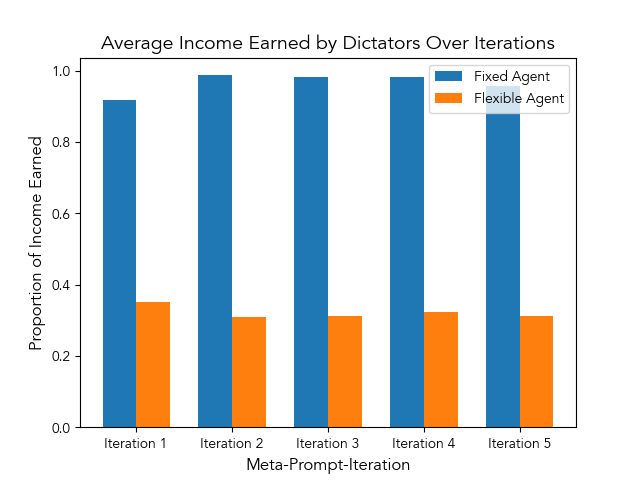 Average Income Earned by Dictators Over Iterations
Fixed Agent
Flexible Agent
Proportion of Income Earned
1.0
0.8
0.6
0.4
0.2
0.0
Iteration 1 Iteration 2 Iteration 3 Iteration 4 Iteration 5
Meta-Prompt-Iteration